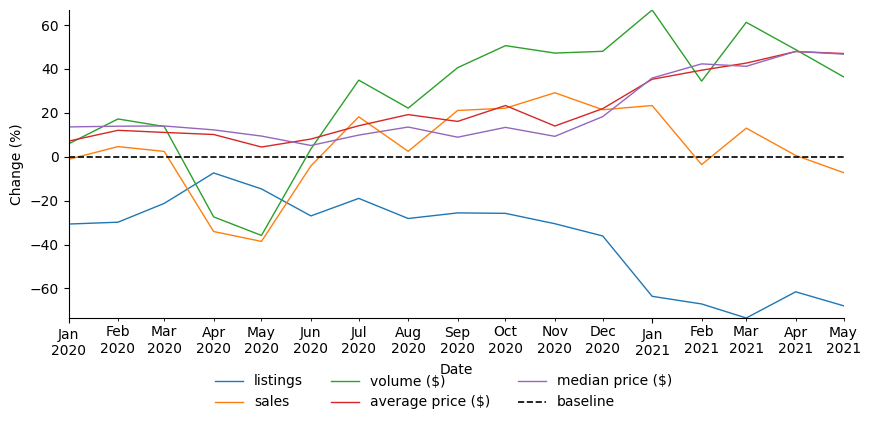 60
40
20
0
−20
−40
−60
Change (%)
Jan Feb Mar Apr May Jun Jul Aug Sep Oct Nov Dec Jan Feb Mar Apr May
2020 2020 2020 2020 2020 2020 2020 2020 2020 2020 2020 2020 2021 2021 2021 2021 2021
Date
listings volume ($) median price ($)
sales average price ($) baseline